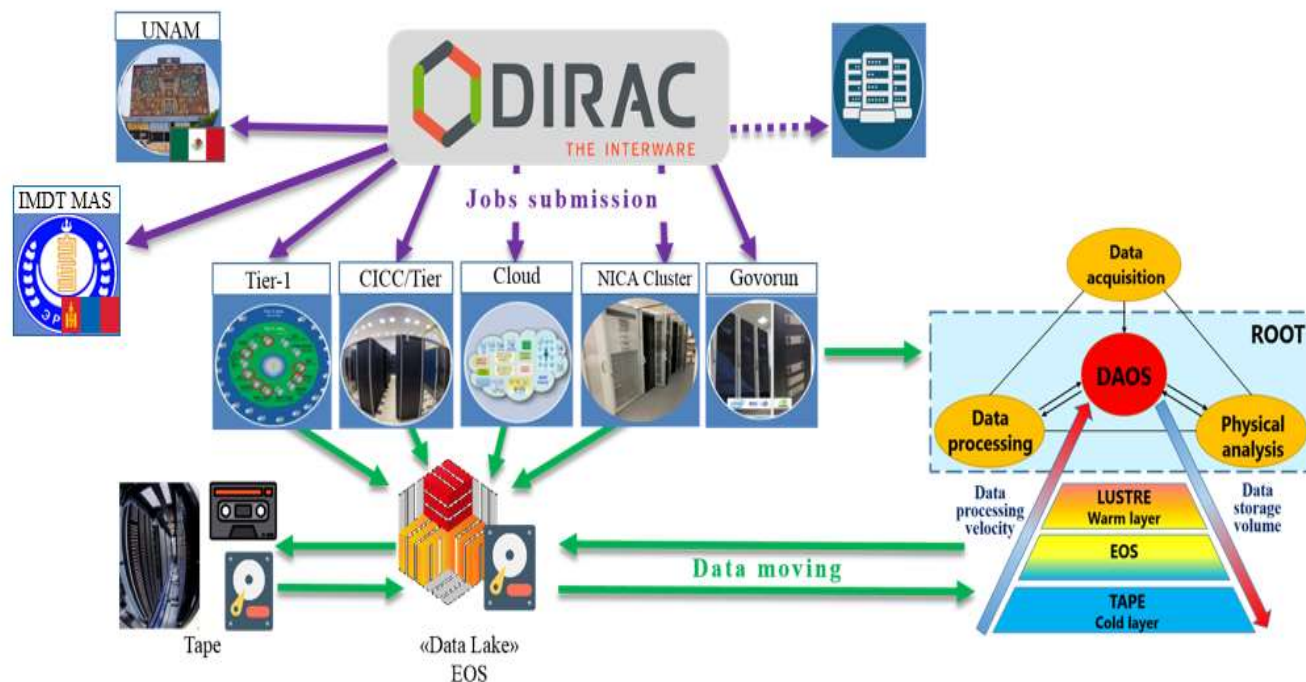 UNAM
DIRAC
THE INTERWARE
Jobs submission
IMDT MAS
ЭР
Tier-1
CICC/Tier
Cloud
NICA Cluster
Govorun
Data
acquisition
ROOT
DAOS
Data
processing
Physical
analysis
Data
processing
velocity
LUSTRE
Warm layer
Data
storage
volume
EOS
Data moving
TAPE
Cold layer
Tape
«Data Lake»
EOS